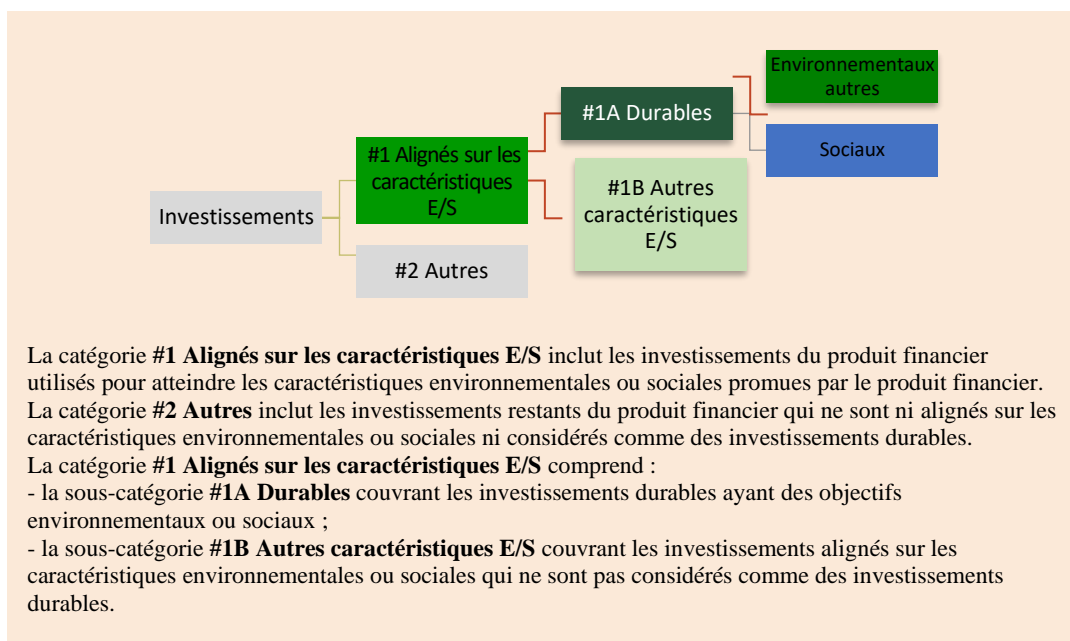 Environnementaux
autres
#1A Durables
Sociaux
#1 Alignés sur les
caractéristiques
E/S
#1B Autres
caractéristiques
E/S
Investissements
#2 Autres
La catégorie #1 Alignés sur les caractéristiques E/S inclut les investissements du produit financier
utilisés pour atteindre les caractéristiques environnementales ou sociales promues par le produit financier.
La catégorie #2 Autres inclut les investissements restants du produit financier qui ne sont ni alignés sur les
caractéristiques environnementales ou sociales ni considérés comme des investissements durables.
La catégorie #1 Alignés sur les caractéristiques E/S comprend :
- la sous-catégorie #1A Durables couvrant les investissements durables ayant des objectifs
environnementaux ou sociaux ;
- la sous-catégorie #1B Autres caractéristiques E/S couvrant les investissements alignés sur les
caractéristiques environnementales ou sociales qui ne sont pas considérés comme des investissements
durables.